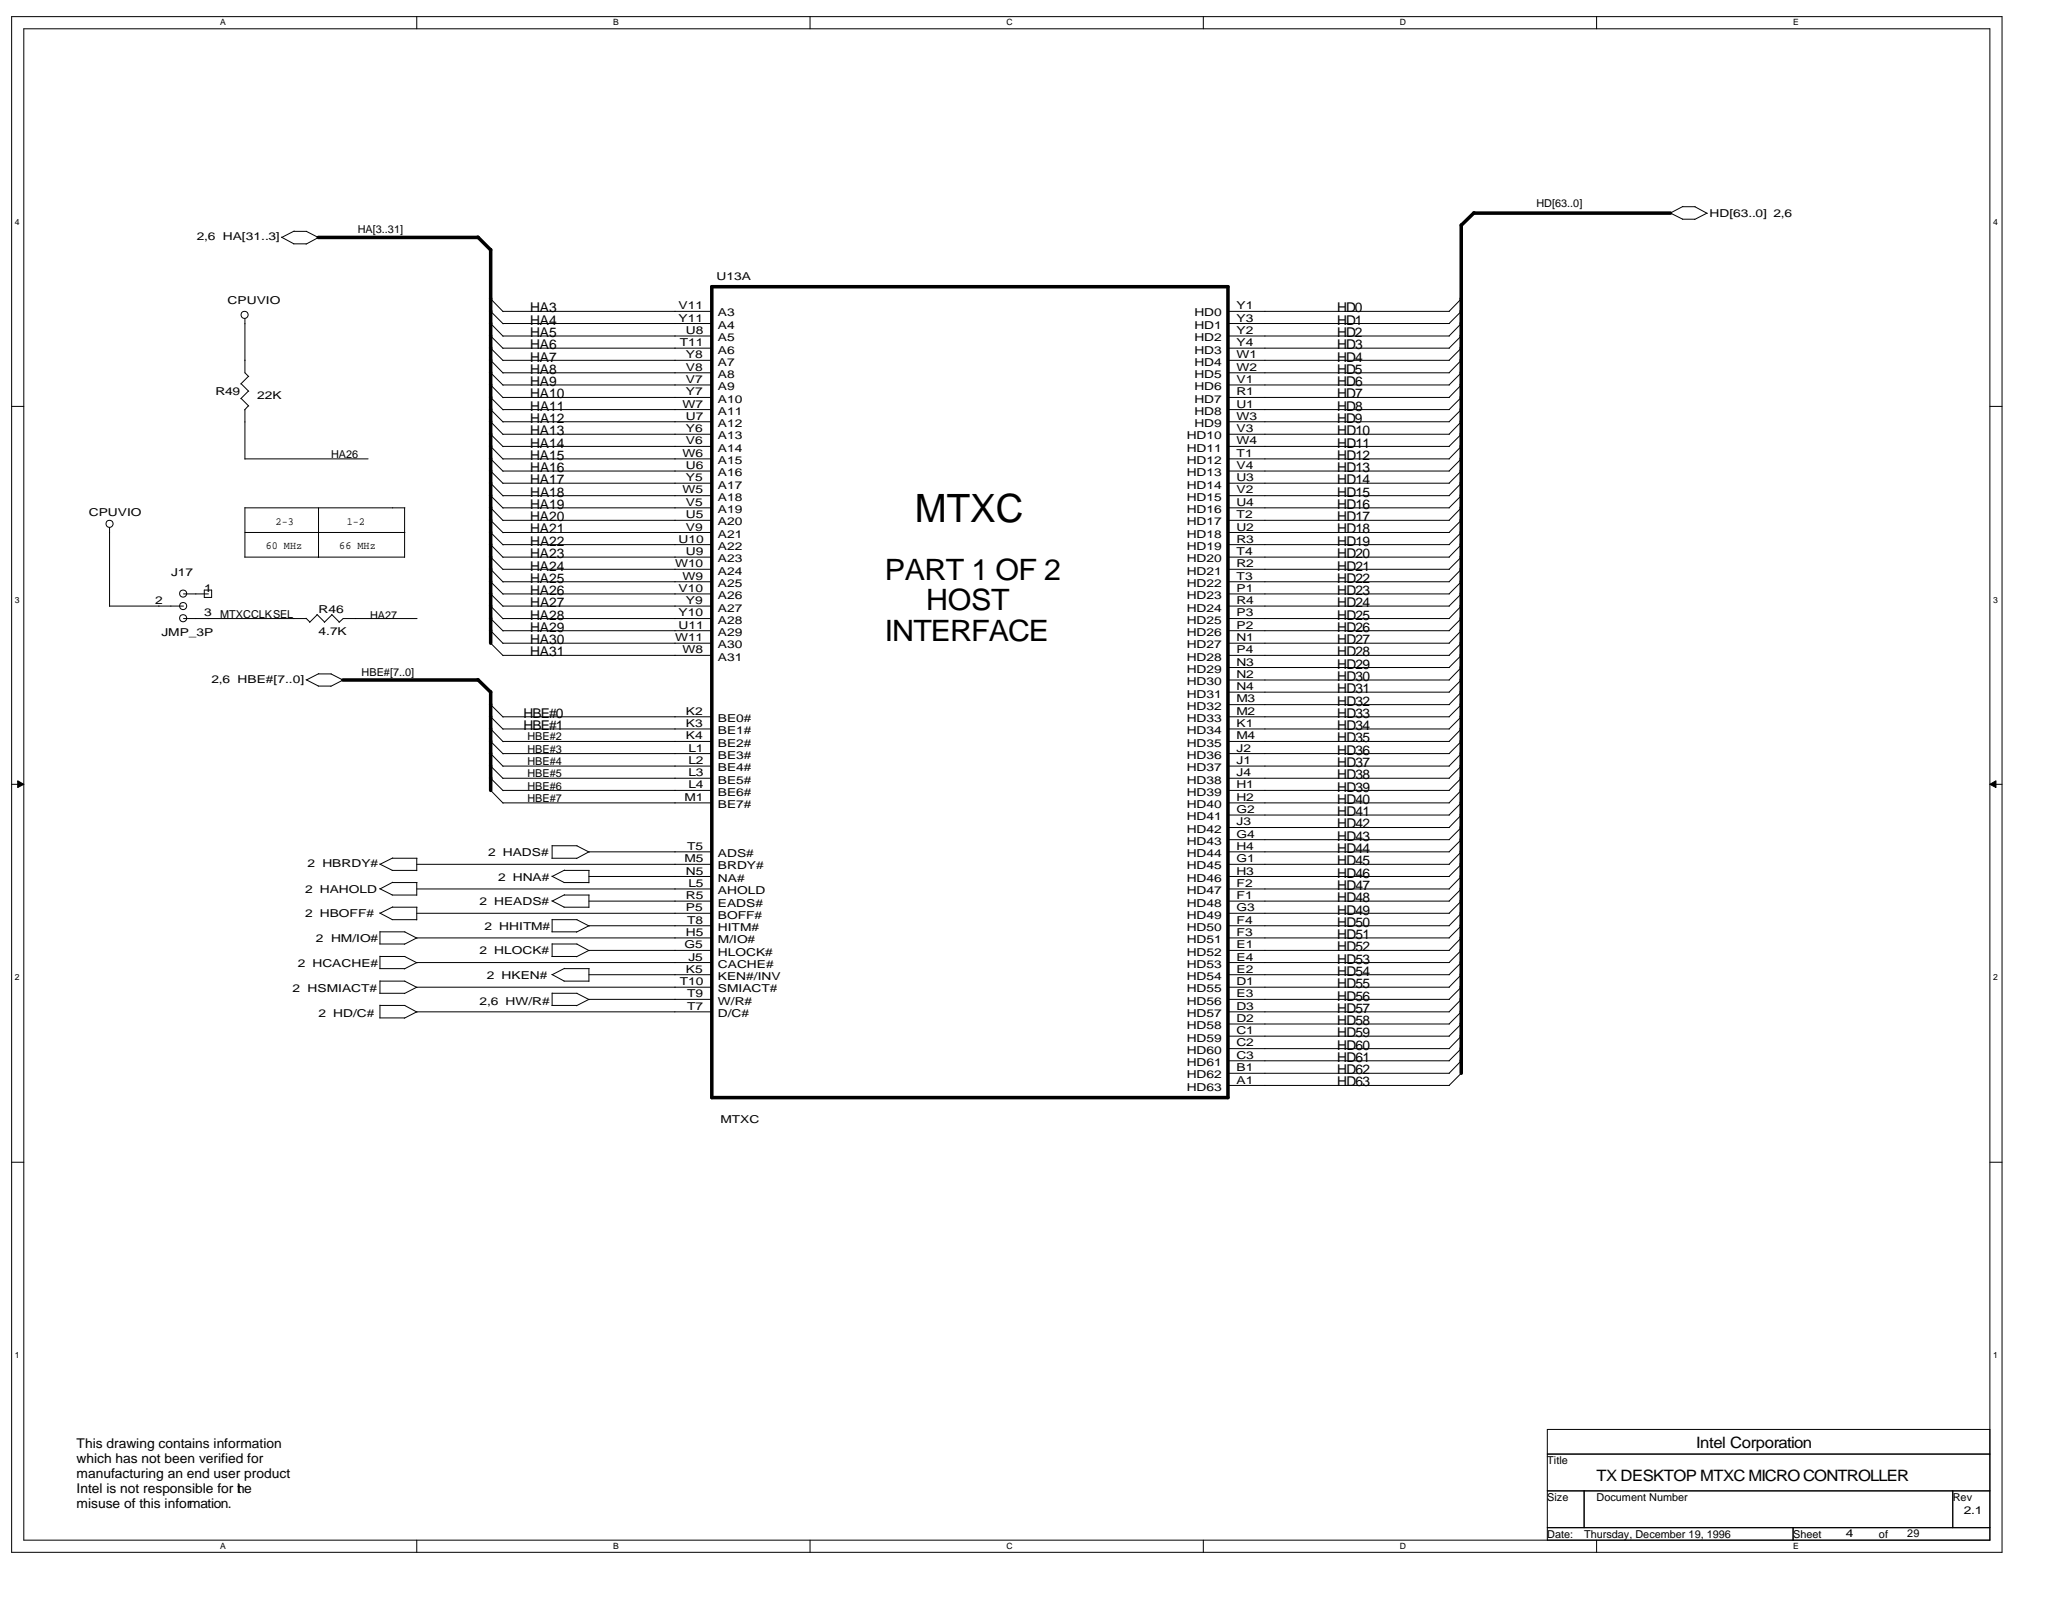 A B C D E
HD[63..0]
HD[63..0] 2,6
4 4
HA[3..31]
2,6 HA[31..3]
U13A
CPUVIO
R49 22K
HA26
CPUVIO
2-3 1-2
60 MHz 66 MHz
J17
1
2
3 MTXCCLKSEL R46 HA27
4.7K
JMP_3P
3 3
HA3 V11 A3
HA4 Y11 A4
HA5 U8 A5
HA6 T11 A6
HA7 Y8 A7
HA8 V8 A8
HA9 V7 A9
HA10 Y7 A10
HA11 W7 A11
HA12 U7 A12
HA13 Y6 A13
HA14 V6 A14
HA15 W6 A15
HA16 U6 A16
HA17 Y5 A17
HA18 W5 A18
HA19 V5 A19
HA20 U5 A20
HA21 V9 A21
HA22 U10 A22
HA23 U9 A23
HA24 W10 A24
HA25 W9 A25
HA26 V10 A26
HA27 Y9 A27
HA28 Y10 A28
HA29 U11 A29
HA30 W11 A30
HA31 W8 A31
HBE#[7..0]
2,6 HBE#[7..0]
HBE#0 K2 BE0#
HBE#1 K3 BE1#
HBE#2 K4 BE2#
HBE#3 L1 BE3#
HBE#4 L2 BE4#
HBE#5 L3 BE5#
HBE#6 L4 BE6#
HBE#7 M1 BE7#
2 HADS# T5 ADS#
2 HBRDY# M5 BRDY#
2 HNA# N5 NA#
2 HAHOLD L5 AHOLD
2 HEADS# R5 EADS#
2 HBOFF# P5 BOFF#
2 HHITM# T8 HITM#
2 HM/IO# H5 M/IO#
2 HLOCK# G5 HLOCK#
2 HCACHE# J5 CACHE#
2 HKEN# K5 KEN#/INV
2 HSMIACT# T10 SMIACT#
2,6 HW/R# T9 W/R#
2 HD/C# T7 D/C#
MTXC
PART 1 OF 2
HOST
INTERFACE
HD0 Y1 HD0
HD1 Y3 HD1
HD2 Y2 HD2
HD3 Y4 HD3
HD4 W1 HD4
HD5 W2 HD5
HD6 V1 HD6
HD7 R1 HD7
HD8 U1 HD8
HD9 W3 HD9
HD10 V3 HD10
HD11 W4 HD11
HD12 T1 HD12
HD13 V4 HD13
HD14 U3 HD14
HD15 V2 HD15
HD16 U4 HD16
HD17 T2 HD17
HD18 U2 HD18
HD19 R3 HD19
HD20 T4 HD20
HD21 R2 HD21
HD22 T3 HD22
HD23 P1 HD23
HD24 R4 HD24
HD25 P3 HD25
HD26 P2 HD26
HD27 N1 HD27
HD28 P4 HD28
HD29 N3 HD29
HD30 N2 HD30
HD31 N4 HD31
HD32 M3 HD32
HD33 M2 HD33
HD34 K1 HD34
HD35 M4 HD35
HD36 J2 HD36
HD37 J1 HD37
HD38 J4 HD38
HD39 H1 HD39
HD40 H2 HD40
HD41 G2 HD41
HD42 J3 HD42
HD43 G4 HD43
HD44 H4 HD44
HD45 G1 HD45
HD46 H3 HD46
HD47 F2 HD47
HD48 F1 HD48
HD49 G3 HD49
HD50 F4 HD50
HD51 F3 HD51
HD52 E1 HD52
HD53 E4 HD53
HD54 E2 HD54
HD55 D1 HD55
HD56 E3 HD56
HD57 D3 HD57
HD58 D2 HD58
HD59 C1 HD59
HD60 C2 HD60
HD61 C3 HD61
HD62 B1 HD62
HD63 A1 HD63
2 2
MTXC
1 1
This drawing contains information
which has not been verified for
manufacturing an end user product
Intel is not responsible for the
misuse of this information.
Intel Corporation
Title
TX DESKTOP MTXC MICRO CONTROLLER
Size Document Number Rev
2.1
Date: Thursday, December 19, 1996 Sheet 4 of 29
A B C D E